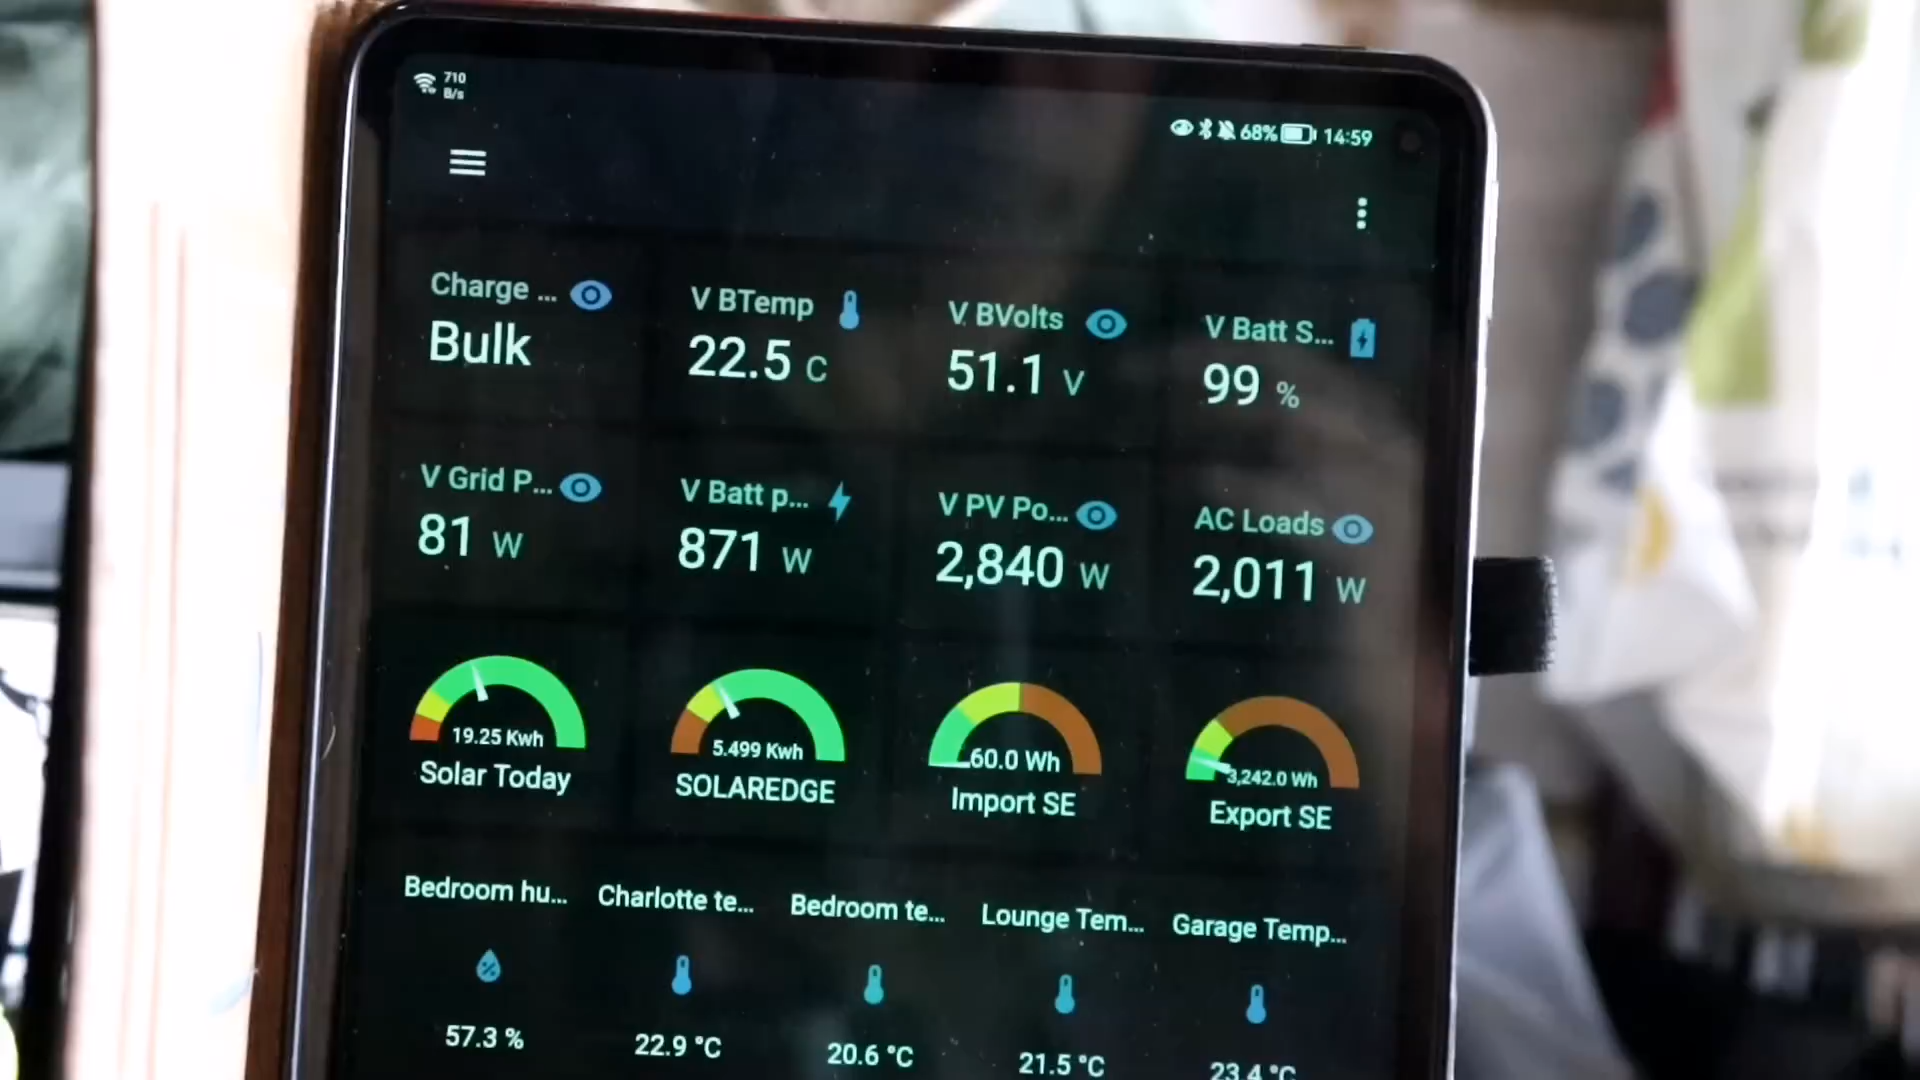 710
B/s
68% 14:59
Charge ...
Bulk
V BTemp
22.5 C
V BVolts
51.1 V
V Batt S...
99 %
V Grid P...
81 W
V Batt p...
871 W
V PV Po...
2,840 W
AC Loads
2,011 W
19.25 Kwh
Solar Today
5.499 Kwh
SOLAREDGE
60.0 Wh
Import SE
3,242.0 Wh
Export SE
Bedroom hu...
57.3 %
Charlotte te...
22.9 °C
Bedroom te...
20.6 °C
Lounge Tem...
21.5 °C
Garage Temp...
23.4 °C